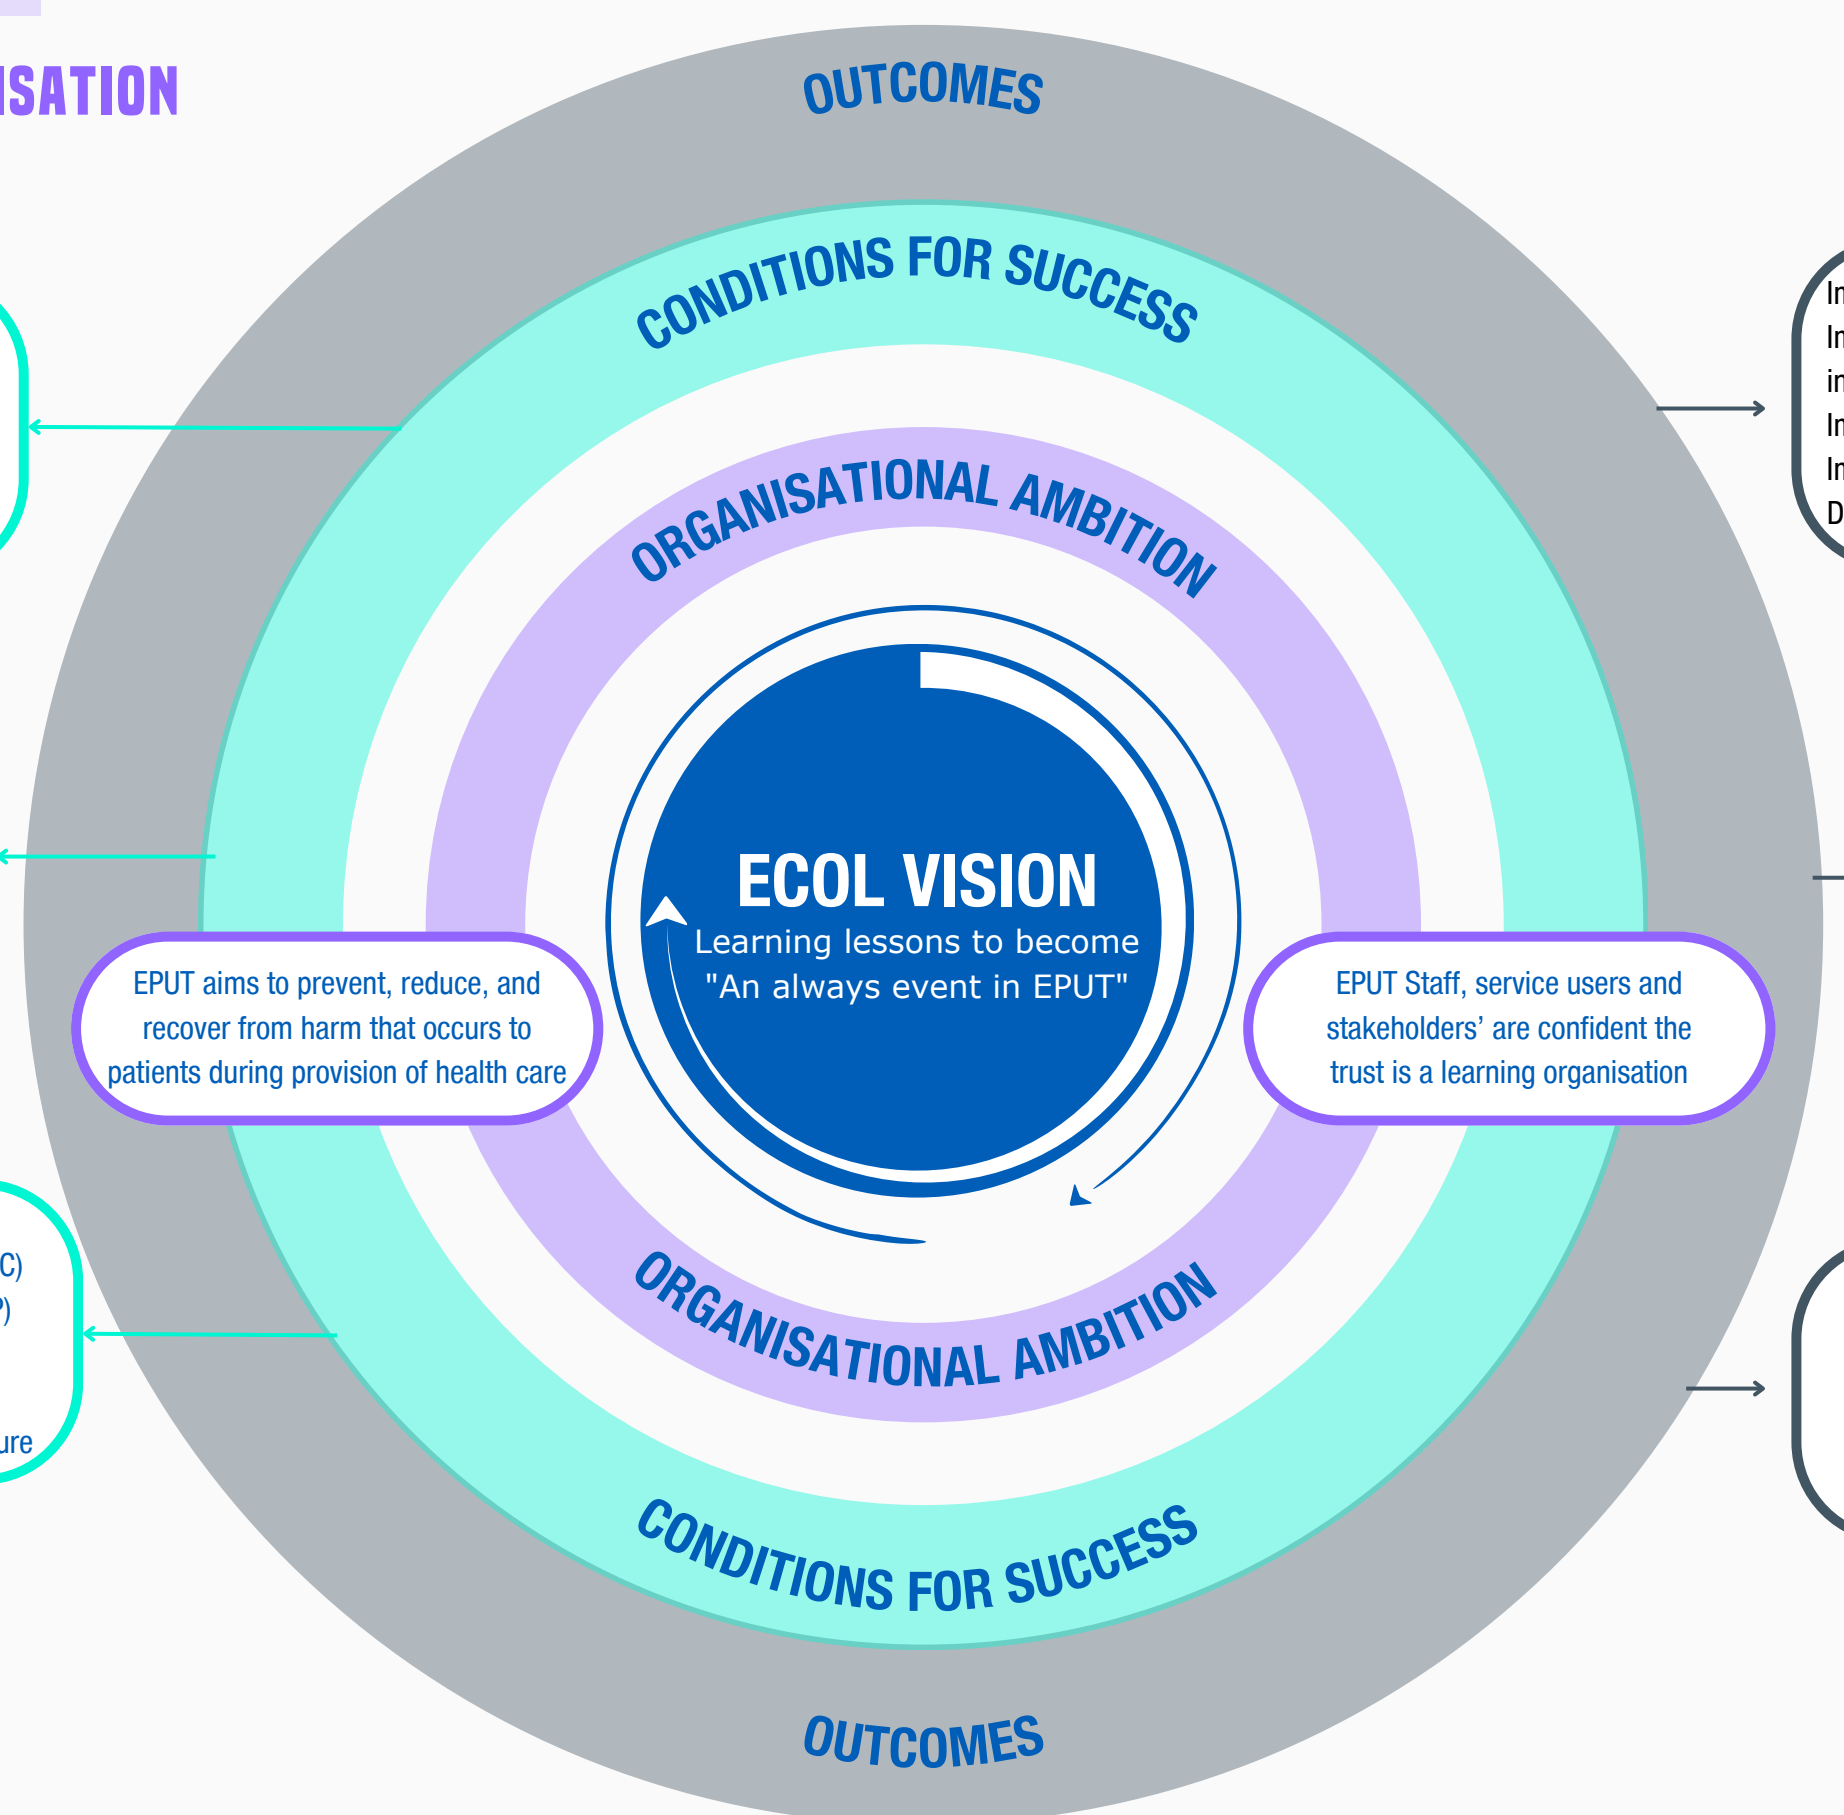 OUTCOMES
CONDITIONS FOR SUCCESS
ORGANISATIONAL AMBITION
ECOL VISION
Learning lessons to become
"An always event in EPUT"
EPUT aims to prevent, reduce, and
recover from harm that occurs to
patients during provision of health care
EPUT Staff, service users and
stakeholders’ are confident the
trust is a learning organisation
ORGANISATIONAL AMBITION
CONDITIONS FOR SUCCESS
OUTCOMES